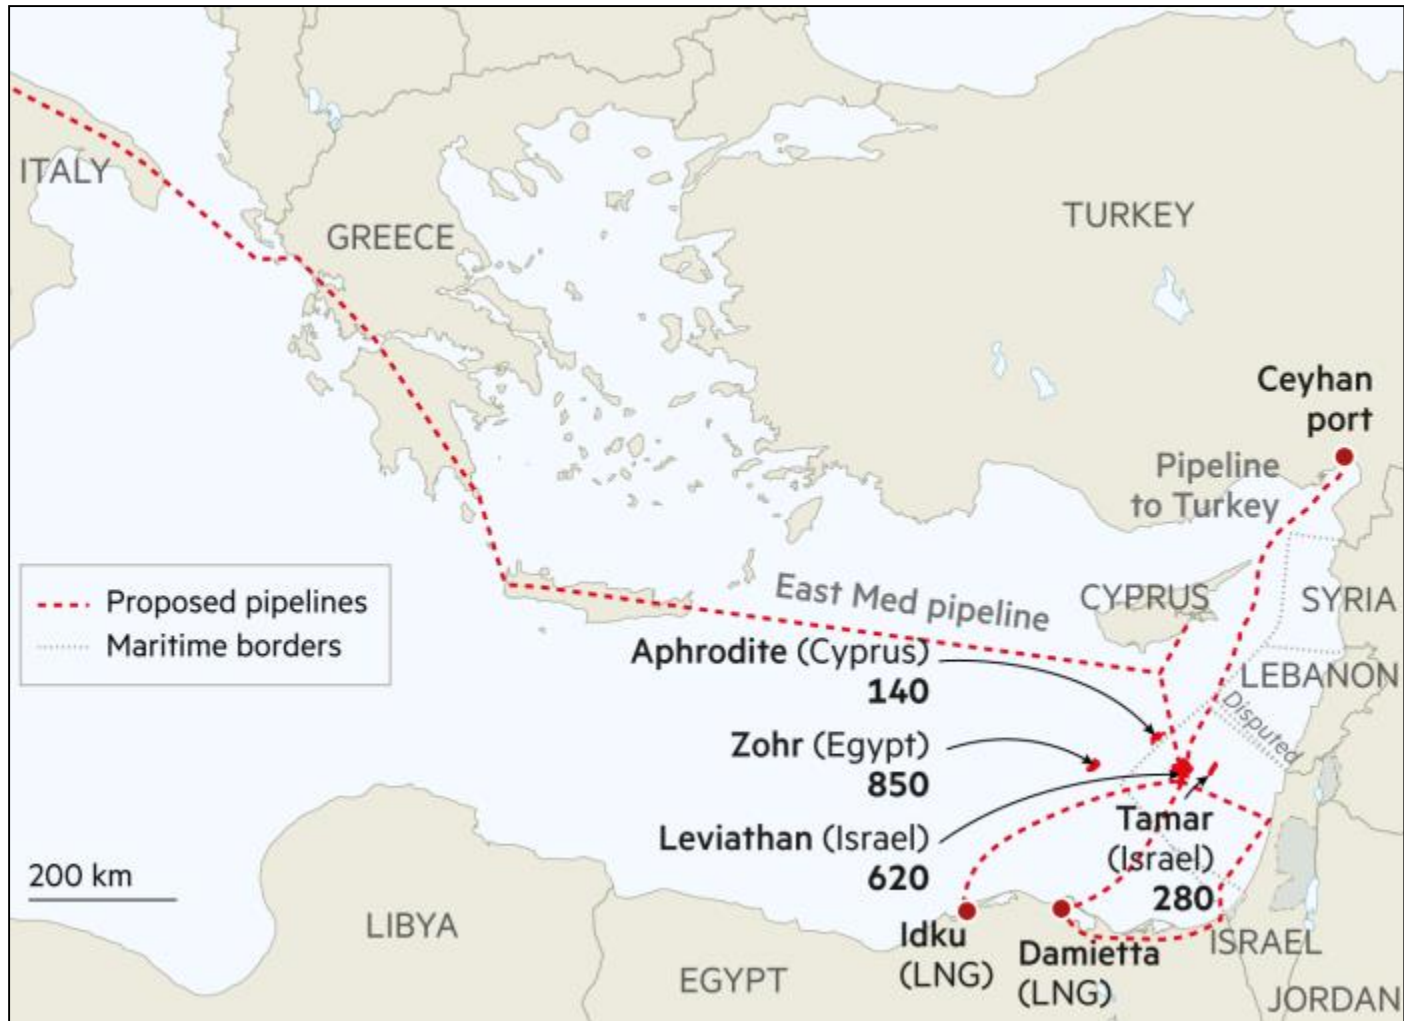 ITALY
GREECE
TURKEY
Ceyhan
port
Pipeline
to Turkey
Proposed pipelines
Maritime borders
East Med pipeline
CYPRUS
SYRIA
Aphrodite (Cyprus)
140
LEBANON
Disputed
Zohr (Egypt)
850
Leviathan (Israel)
620
Tamar
(Israel)
280
200 km
LIBYA
EGYPT
Idku
(LNG)
Damietta
(LNG)
ISRAEL
JORDAN